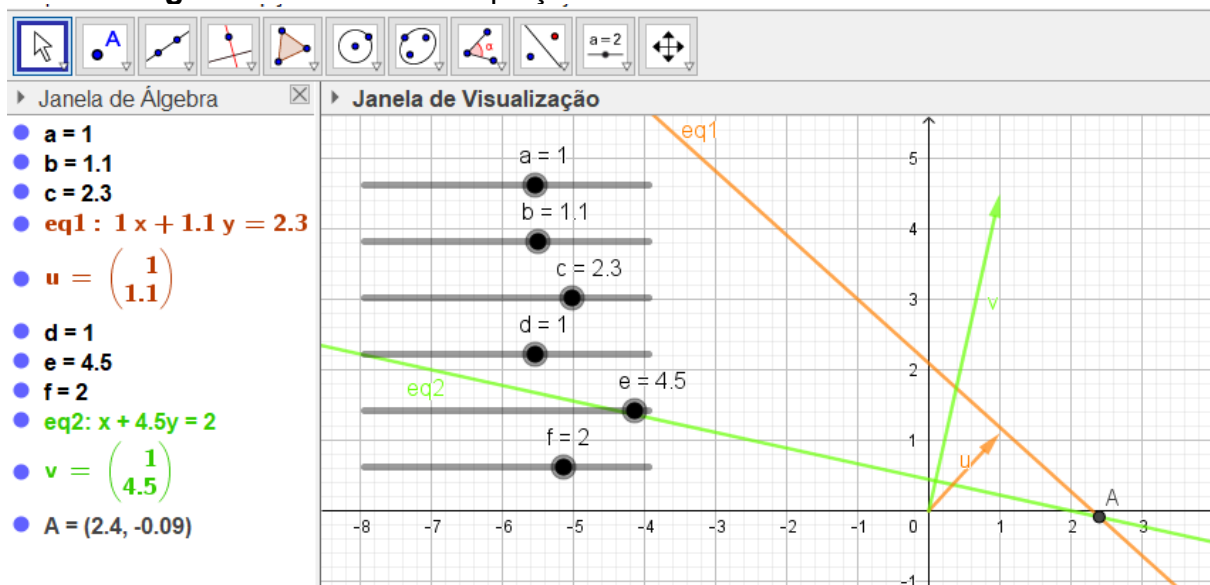 A
α
a=2
Janela de Álgebra
Janela de Visualização
a = 1
b = 1.1
c = 2.3
eq1 : 1 x + 1.1 y = 2.3
u = ( 1
1.1 )
d = 1
e = 4.5
f = 2
eq2: x + 4.5y = 2
v = ( 1
4.5 )
A = (2.4, -0.09)
a = 1
b = 1.1
c = 2.3
d = 1
e = 4.5
f = 2
eq1
eq2
v
u
A
5
4
3
2
1
-1
-8 -7 -6 -5 -4 -3 -2 -1 0 1 2 3